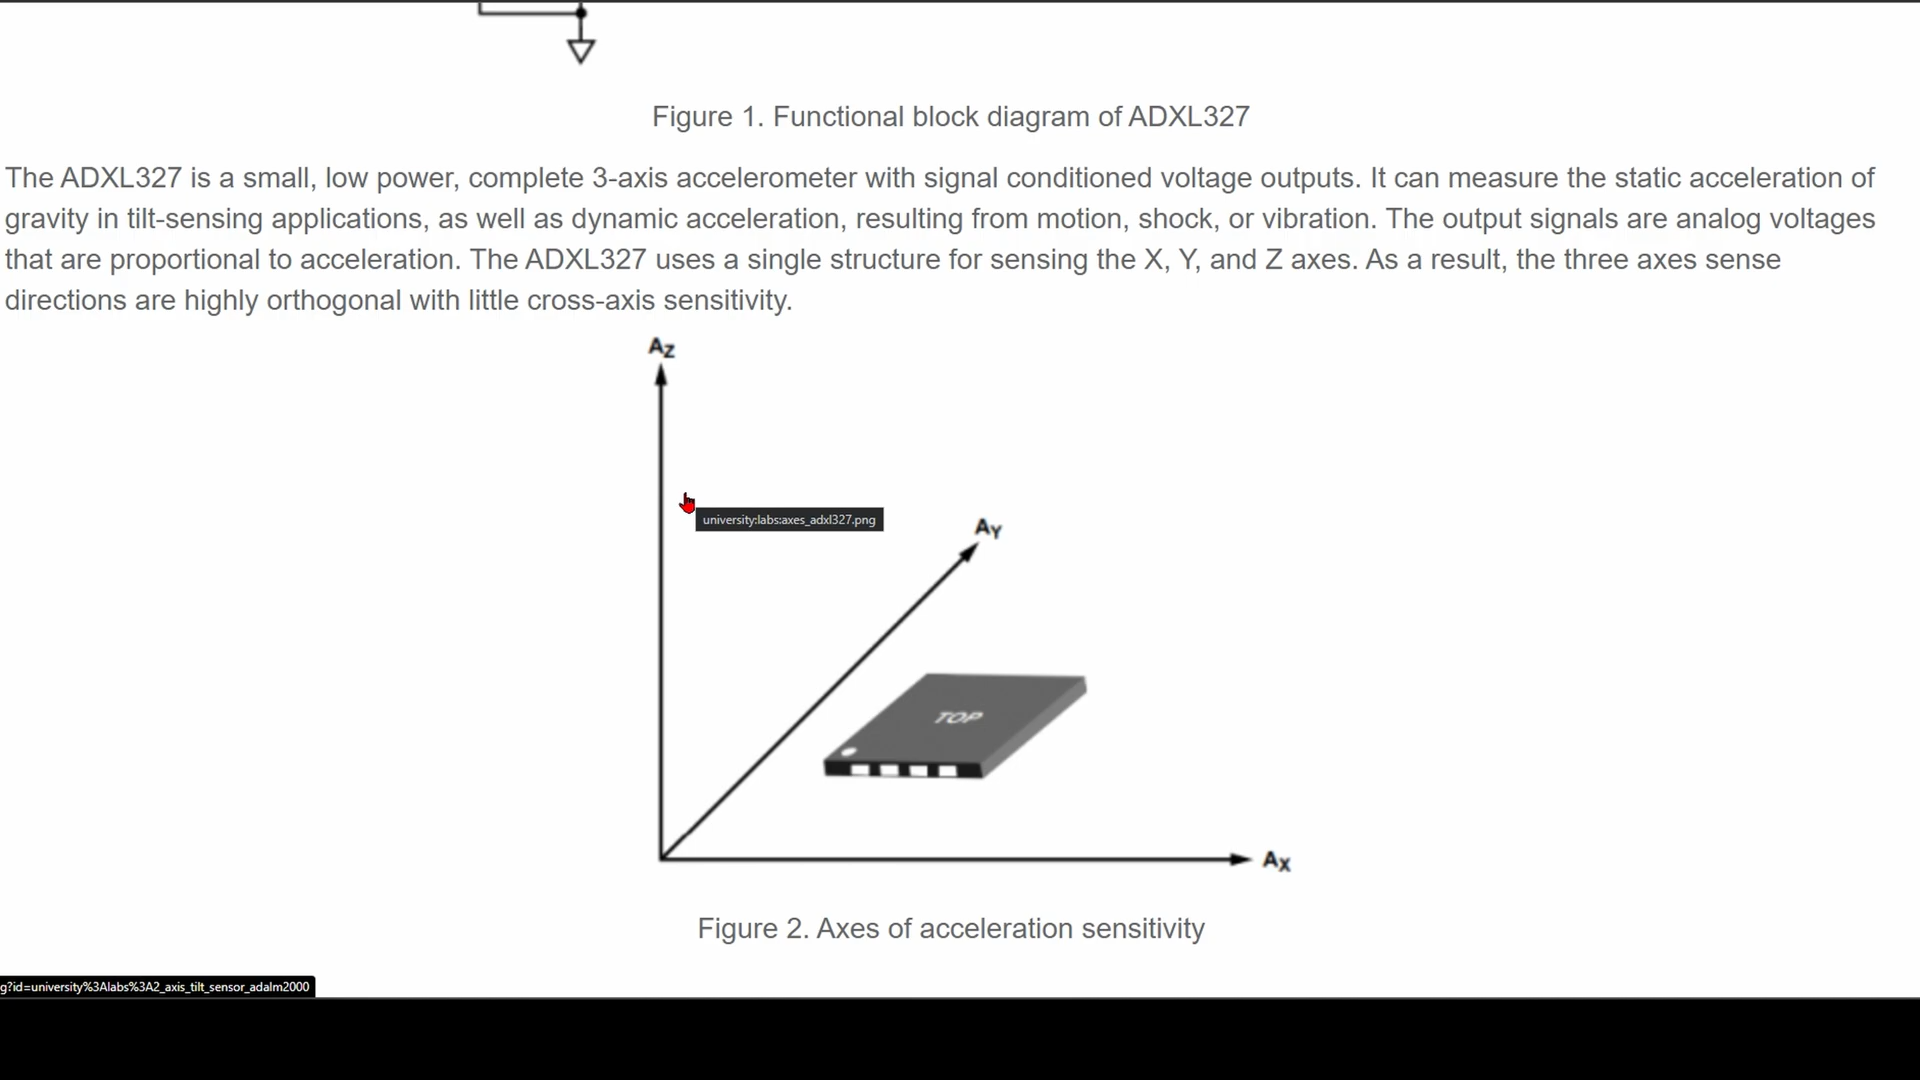 Figure 1. Functional block diagram of ADXL327
The ADXL327 is a small, low power, complete 3-axis accelerometer with signal conditioned voltage outputs. It can measure the static acceleration of
gravity in tilt-sensing applications, as well as dynamic acceleration, resulting from motion, shock, or vibration. The output signals are analog voltages
that are proportional to acceleration. The ADXL327 uses a single structure for sensing the X, Y, and Z axes. As a result, the three axes sense
directions are highly orthogonal with little cross-axis sensitivity.
AZ
university:labs:axes_adxl327.png
AY
TOP
AX
Figure 2. Axes of acceleration sensitivity
g?id=university%3Alabs%3A2_axis_tilt_sensor_adalm2000